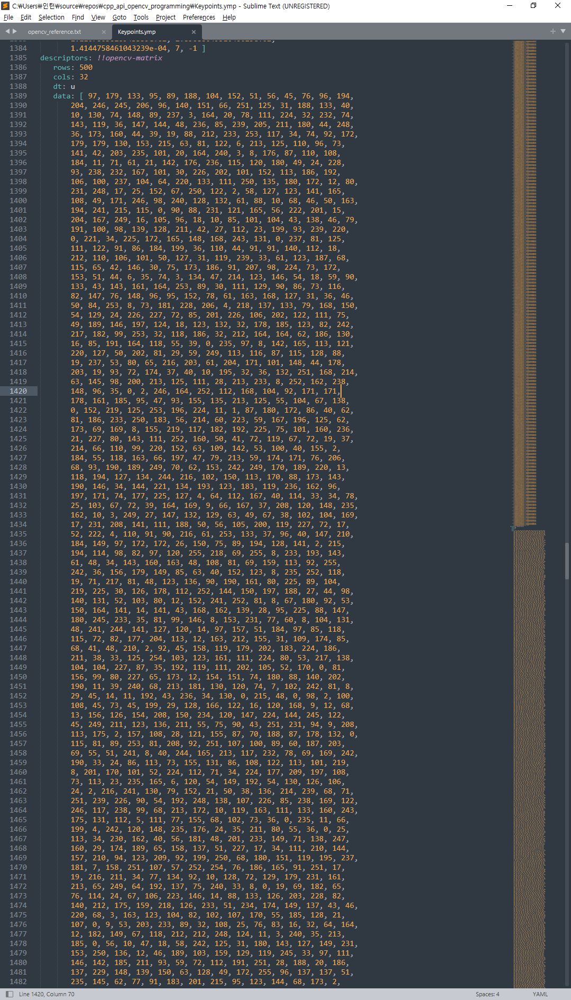 C:₩Users₩인턴₩source₩repos₩cpp_api_opencv_programming₩Keypoints.ymp - Sublime Text (UNREGISTERED)
File Edit Selection Find View Goto Tools Project Preferences Help
opencv_reference.txt × Keypoints.ymp ×
1384 1.4144758461043239e-04, 7, -1 ]
1385 descriptors: !!opencv-matrix
1386 rows: 500
1387 cols: 32
1388 dt: u
1389 data: [ 97, 179, 133, 95, 89, 188, 104, 152, 51, 56, 45, 76, 96, 194,
1390 204, 246, 245, 206, 96, 140, 151, 66, 251, 125, 31, 188, 133, 40,
1391 10, 130, 74, 148, 89, 237, 3, 164, 20, 78, 111, 224, 32, 232, 74,
1392 143, 119, 36, 147, 144, 48, 236, 85, 239, 205, 211, 180, 44, 248,
1393 36, 173, 160, 44, 39, 19, 88, 212, 233, 253, 117, 34, 74, 92, 172,
1394 179, 179, 130, 153, 215, 63, 81, 122, 6, 213, 125, 110, 96, 73,
1395 141, 42, 203, 235, 101, 20, 164, 240, 3, 8, 176, 87, 110, 108,
1396 184, 11, 71, 61, 21, 142, 176, 236, 115, 120, 180, 49, 24, 228,
1397 93, 238, 232, 167, 101, 30, 226, 202, 101, 152, 113, 186, 192,
1398 106, 100, 237, 104, 64, 220, 133, 111, 250, 135, 180, 172, 12, 80,
1399 231, 248, 17, 25, 152, 67, 250, 122, 2, 58, 127, 123, 141, 165,
1400 108, 49, 171, 246, 98, 240, 128, 132, 61, 88, 10, 68, 46, 50, 163,
1401 194, 241, 215, 115, 0, 90, 88, 231, 121, 165, 56, 222, 201, 15,
1402 204, 167, 249, 16, 105, 96, 18, 10, 85, 101, 104, 43, 138, 46, 79,
1403 191, 100, 98, 139, 128, 211, 42, 27, 112, 23, 199, 93, 239, 220,
1404 0, 221, 34, 225, 172, 165, 148, 168, 243, 131, 0, 237, 81, 125,
1405 111, 122, 91, 86, 184, 199, 36, 110, 44, 91, 91, 140, 112, 18,
1406 212, 110, 106, 101, 50, 127, 31, 119, 239, 33, 61, 123, 187, 68,
1407 115, 65, 42, 146, 30, 75, 173, 186, 91, 207, 98, 224, 73, 172,
1408 153, 51, 44, 6, 35, 74, 3, 134, 47, 214, 123, 146, 54, 18, 59, 90,
1409 133, 43, 143, 161, 164, 253, 89, 30, 111, 129, 90, 86, 73, 116,
1410 82, 147, 76, 148, 96, 95, 152, 78, 61, 163, 168, 127, 31, 36, 46,
1411 50, 84, 253, 8, 73, 181, 228, 206, 4, 218, 137, 133, 79, 168, 150,
1412 54, 129, 24, 226, 227, 72, 85, 201, 226, 106, 202, 122, 111, 75,
1413 49, 189, 146, 197, 124, 18, 123, 132, 32, 178, 185, 123, 82, 242,
1414 217, 182, 99, 253, 32, 118, 186, 32, 212, 164, 164, 62, 186, 130,
1415 16, 85, 191, 164, 118, 55, 39, 0, 235, 97, 8, 142, 165, 113, 121,
1416 220, 127, 50, 202, 81, 29, 59, 249, 113, 116, 87, 115, 128, 88,
1417 19, 237, 53, 80, 65, 216, 203, 61, 204, 171, 101, 148, 44, 178,
1418 203, 19, 93, 72, 174, 37, 40, 10, 195, 32, 36, 132, 251, 168, 214,
1419 63, 145, 98, 200, 213, 125, 111, 28, 213, 233, 8, 252, 162, 238,
1420 148, 96, 35, 0, 2, 246, 164, 252, 112, 168, 104, 92, 171, 171,
1421 178, 161, 185, 95, 47, 93, 155, 135, 213, 125, 55, 104, 67, 138,
1422 0, 152, 219, 125, 253, 196, 224, 11, 1, 87, 180, 172, 86, 40, 62,
1423 81, 186, 233, 250, 183, 56, 214, 60, 223, 59, 167, 196, 125, 62,
1424 173, 69, 169, 8, 155, 219, 117, 182, 192, 225, 75, 101, 160, 236,
1425 21, 227, 80, 143, 111, 252, 160, 50, 41, 72, 119, 67, 72, 19, 37,
1426 214, 66, 110, 99, 220, 152, 63, 109, 142, 53, 100, 40, 155, 2,
1427 184, 55, 118, 163, 66, 197, 47, 79, 213, 59, 174, 171, 76, 206,
1428 68, 93, 190, 189, 249, 70, 62, 153, 242, 249, 170, 189, 220, 13,
1429 118, 194, 127, 134, 244, 216, 102, 150, 113, 170, 88, 173, 143,
1430 190, 146, 34, 144, 221, 134, 193, 123, 183, 119, 236, 162, 96,
1431 197, 171, 74, 177, 225, 127, 4, 64, 112, 167, 40, 114, 33, 34, 78,
1432 25, 103, 67, 72, 39, 164, 169, 9, 66, 167, 37, 208, 120, 148, 235,
1433 162, 10, 3, 249, 27, 147, 132, 129, 63, 49, 67, 38, 102, 104, 169,
1434 17, 231, 208, 141, 111, 188, 50, 56, 105, 200, 119, 227, 72, 17,
1435 52, 222, 4, 110, 91, 90, 216, 61, 253, 133, 37, 96, 40, 147, 210,
1436 184, 149, 97, 172, 172, 26, 150, 75, 89, 194, 128, 141, 2, 215,
1437 194, 114, 98, 82, 97, 120, 255, 218, 69, 255, 8, 233, 193, 143,
1438 61, 48, 34, 143, 160, 163, 48, 108, 81, 69, 159, 113, 92, 255,
1439 242, 36, 156, 179, 149, 85, 63, 40, 152, 123, 8, 235, 252, 118,
1440 19, 71, 217, 81, 48, 123, 136, 90, 190, 161, 80, 225, 89, 104,
1441 219, 225, 30, 126, 178, 112, 252, 144, 150, 197, 188, 27, 44, 98,
1442 140, 131, 52, 103, 80, 12, 152, 241, 252, 81, 8, 67, 180, 92, 53,
1443 150, 164, 141, 14, 141, 43, 168, 162, 139, 28, 95, 225, 88, 147,
1444 180, 245, 233, 35, 81, 99, 146, 8, 153, 231, 77, 60, 8, 104, 131,
1445 48, 241, 244, 141, 127, 120, 14, 97, 157, 51, 184, 97, 85, 118,
1446 115, 72, 82, 177, 204, 113, 12, 163, 212, 155, 31, 109, 174, 85,
1447 68, 41, 48, 210, 2, 92, 45, 158, 119, 179, 202, 183, 224, 186,
1448 211, 38, 33, 125, 254, 103, 123, 161, 111, 224, 80, 53, 217, 138,
1449 104, 104, 227, 87, 35, 192, 119, 111, 202, 105, 52, 170, 0, 81,
1450 156, 99, 80, 227, 65, 173, 12, 154, 151, 74, 180, 88, 140, 202,
1451 190, 11, 39, 240, 68, 213, 181, 130, 120, 74, 7, 102, 242, 81, 8,
1452 29, 45, 14, 11, 192, 43, 236, 34, 130, 0, 215, 48, 0, 98, 2, 100,
1453 108, 45, 73, 45, 199, 29, 128, 166, 122, 16, 120, 168, 9, 12, 68,
1454 13, 156, 126, 154, 208, 150, 234, 120, 147, 224, 144, 245, 122,
1455 45, 249, 211, 123, 136, 211, 55, 75, 90, 43, 251, 231, 94, 9, 208,
1456 113, 175, 2, 157, 108, 28, 121, 155, 87, 70, 188, 87, 178, 132, 0,
1457 115, 81, 89, 253, 81, 208, 92, 251, 107, 100, 89, 60, 187, 203,
1458 69, 55, 51, 241, 8, 40, 244, 165, 213, 117, 232, 78, 69, 169, 242,
1459 190, 33, 24, 86, 113, 73, 155, 131, 86, 108, 122, 113, 101, 219,
1460 8, 201, 170, 101, 52, 224, 112, 71, 34, 224, 177, 209, 197, 108,
1461 73, 113, 23, 235, 165, 6, 120, 54, 149, 192, 54, 130, 126, 106,
1462 24, 2, 216, 241, 130, 79, 152, 21, 50, 38, 136, 214, 239, 68, 71,
1463 251, 239, 226, 90, 54, 192, 248, 138, 107, 226, 85, 238, 169, 122,
1464 246, 117, 238, 99, 68, 213, 172, 10, 119, 163, 111, 133, 160, 243,
1465 175, 131, 112, 5, 111, 77, 155, 68, 102, 73, 36, 0, 235, 11, 66,
1466 199, 4, 242, 120, 148, 235, 176, 24, 35, 211, 80, 55, 36, 0, 25,
1467 113, 34, 230, 162, 40, 56, 181, 48, 201, 233, 149, 71, 138, 247,
1468 160, 29, 174, 189, 65, 158, 137, 51, 227, 17, 34, 111, 210, 144,
1469 157, 210, 94, 123, 209, 92, 199, 250, 68, 180, 151, 119, 195, 237,
1470 181, 7, 158, 251, 107, 57, 252, 254, 76, 186, 165, 91, 251, 17,
1471 19, 216, 211, 34, 77, 134, 92, 10, 128, 72, 129, 179, 231, 161,
1472 213, 65, 249, 64, 192, 137, 75, 240, 33, 8, 0, 19, 69, 182, 65,
1473 76, 114, 24, 67, 106, 223, 146, 14, 88, 133, 126, 203, 228, 82,
1474 140, 212, 175, 159, 218, 126, 233, 51, 234, 174, 149, 137, 43, 46,
1475 220, 68, 3, 163, 123, 104, 82, 102, 107, 170, 55, 185, 128, 21,
1476 107, 0, 9, 53, 203, 233, 89, 32, 108, 25, 76, 83, 16, 32, 64, 164,
1477 12, 182, 149, 67, 118, 212, 212, 248, 124, 11, 3, 240, 35, 213,
1478 185, 0, 56, 10, 47, 18, 58, 242, 125, 31, 180, 143, 127, 149, 231,
1479 153, 250, 136, 12, 46, 189, 103, 159, 129, 119, 245, 33, 97, 111,
1480 146, 142, 185, 211, 93, 59, 72, 112, 191, 251, 28, 188, 20, 186,
1481 137, 229, 148, 139, 150, 63, 128, 49, 172, 255, 96, 137, 137, 51,
1482 235, 145, 62, 77, 91, 183, 201, 215, 95, 123, 144, 68, 173, 2,
Line 1420, Column 70 Spaces: 4 YAML